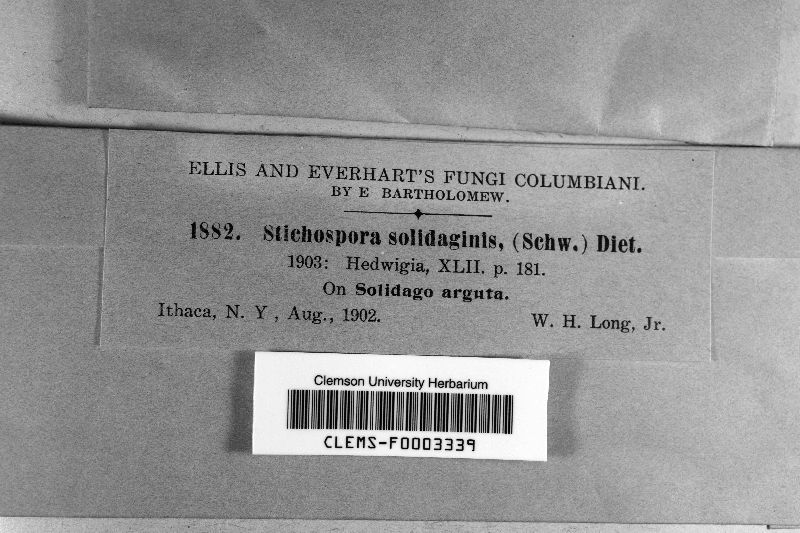 ELLIS AND EVERHART'S FUNGI COLUMBIANI.
BY E BARTHOLOMEW.
1882. Stichospora solidaginis, (Schw.) Diet.
1903: Hedwigia, XLII. p. 181.
On Solidago arguta.
Ithaca, N. Y , Aug., 1902. W. H. Long, Jr.
Clemson University Herbarium
CLEMS-F0003339